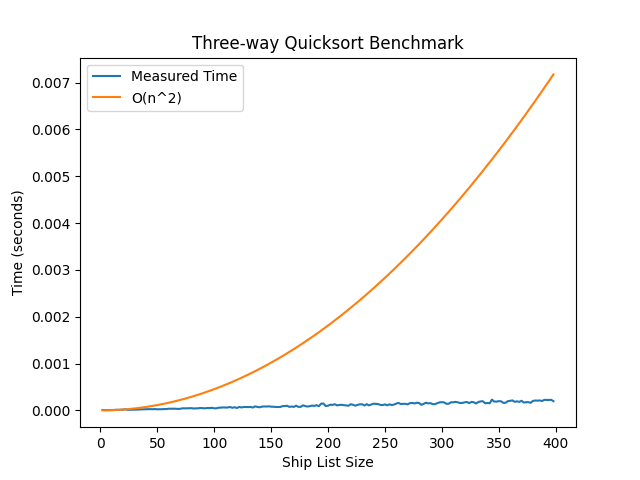 Three-way Quicksort Benchmark
Measured Time
O(n^2)
0.007
0.006
0.005
0.004
0.003
0.002
0.001
0.000
Time (seconds)
0 50 100 150 200 250 300 350 400
Ship List Size